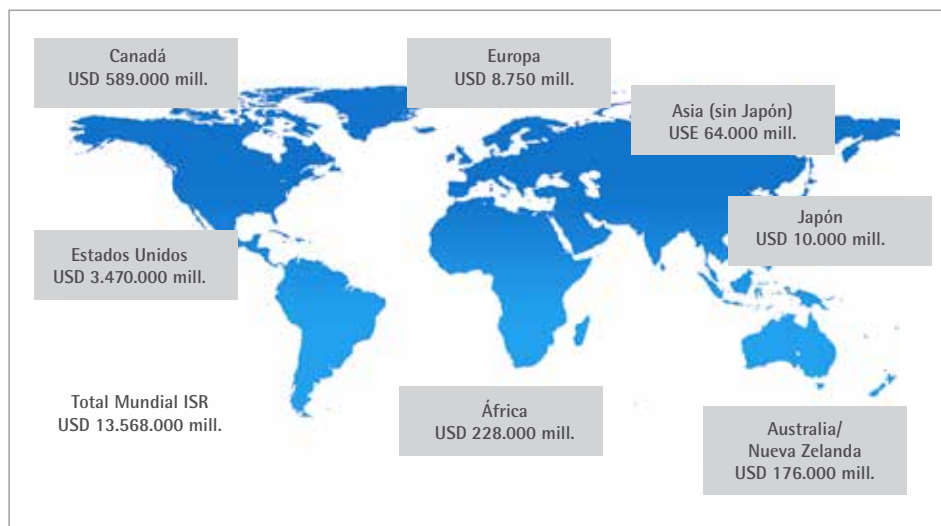 Canadá
USD 589.000 mill.
Europa
USD 8.750 mill.
Asia (sin Japón)
USE 64.000 mill.
Japón
USD 10.000 mill.
Estados Unidos
USD 3.470.000 mill.
Total Mundial ISR
USD 13.568.000 mill.
África
USD 228.000 mill.
Australia/
Nueva Zelanda
USD 176.000 mill.